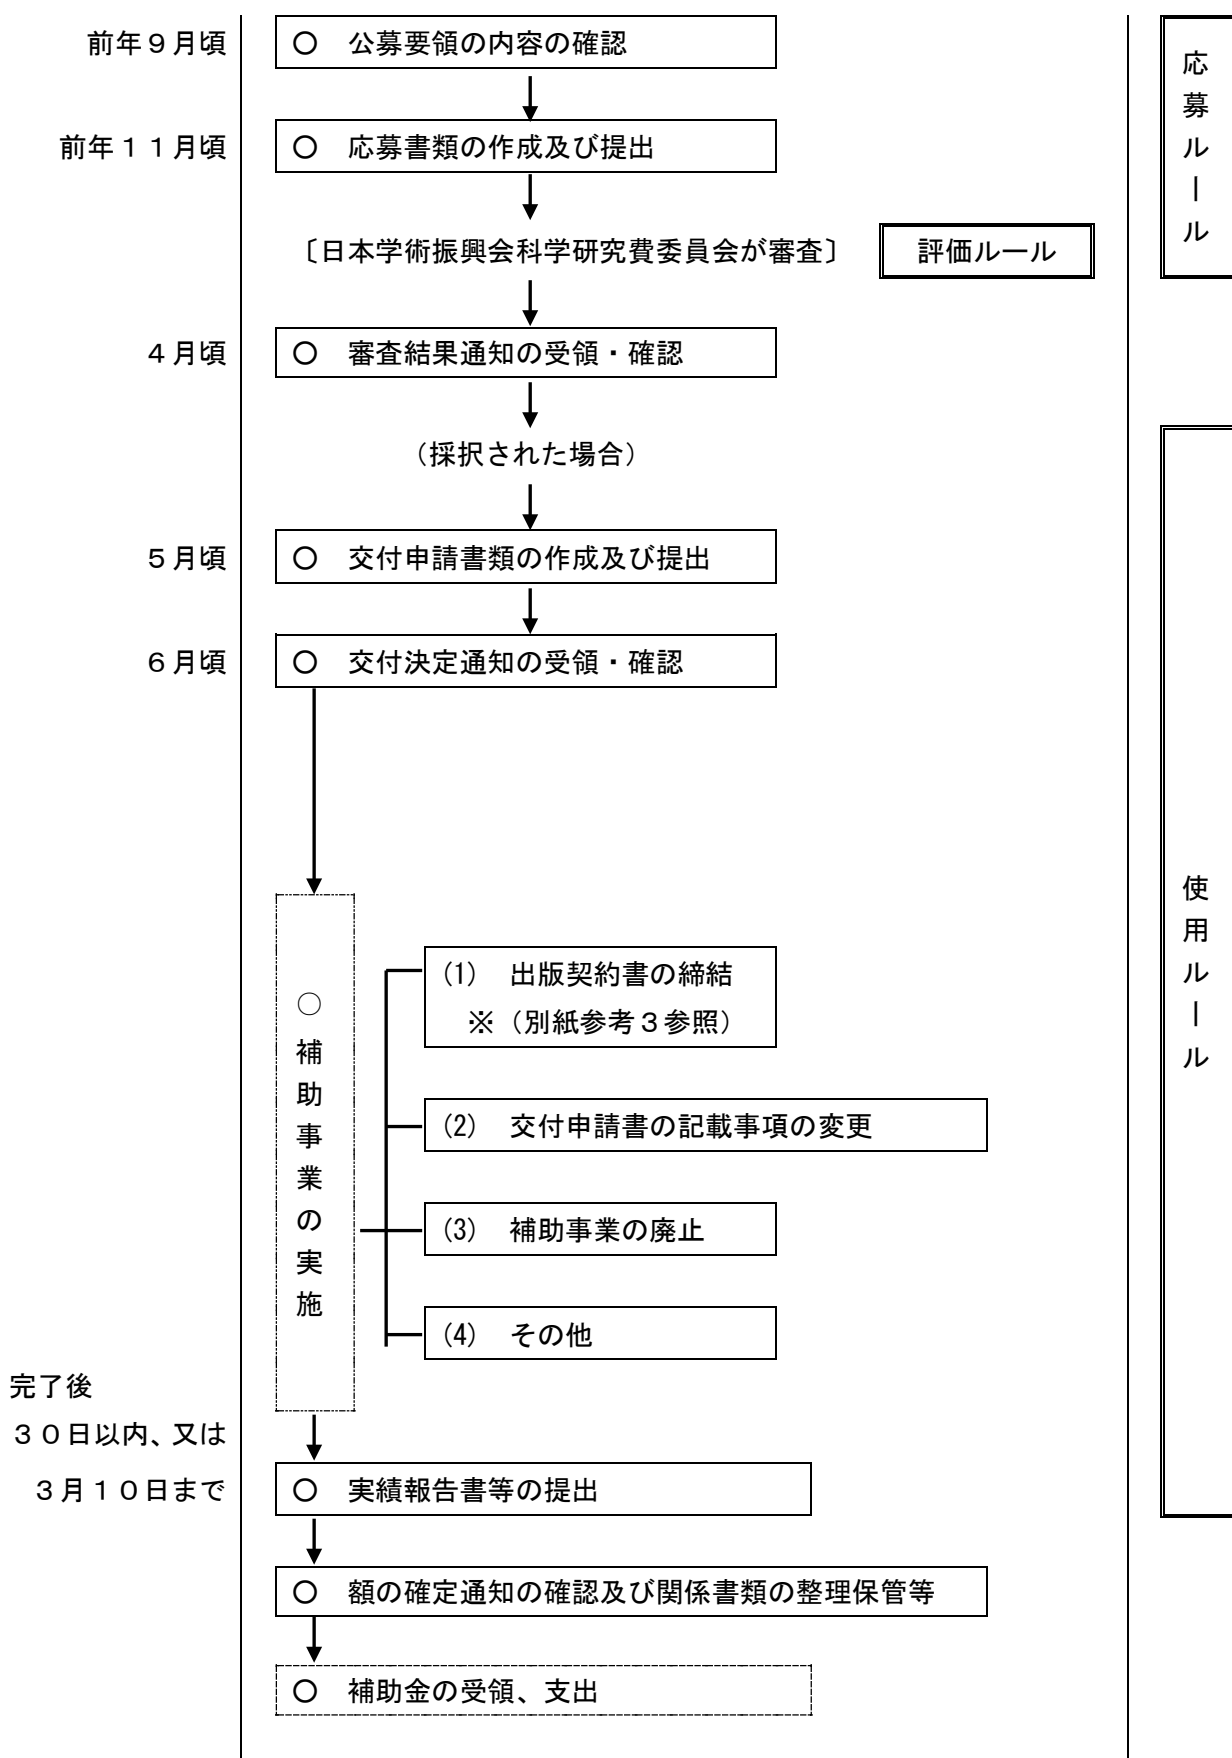 前年９月頃
○　公募要領の内容の確認
前年１１月頃
○　応募書類の作成及び提出
〔日本学術振興会科学研究費委員会が審査〕
評価ルール
応募ルール
４月頃
○　審査結果通知の受領・確認
（採択された場合）
５月頃
○　交付申請書類の作成及び提出
６月頃
○　交付決定通知の受領・確認
○補助事業の実施
(1)　出版契約書の締結
※（別紙参考３参照）
(2)　交付申請書の記載事項の変更
(3)　補助事業の廃止
(4)　その他
使用ルール
完了後
３０日以内、又は
３月１０日まで
○　実績報告書等の提出
○　額の確定通知の確認及び関係書類の整理保管等
○　補助金の受領、支出